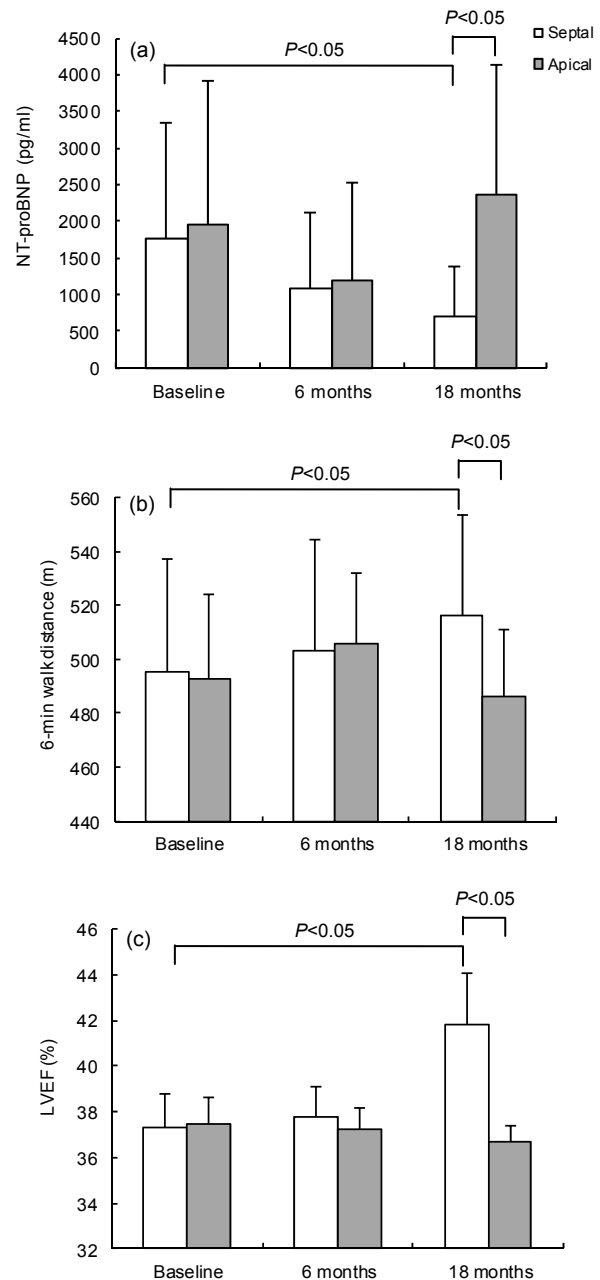 (a)
P<0.05
P<0.05
Septal
Apical
NT-proBNP (pg/ml)
4500
4000
3500
3000
2500
2000
1500
1000
500
0
Baseline
6 months
18 months
(b)
P<0.05
P<0.05
6-min walkdistance (m)
560
540
520
500
480
460
440
Baseline
6 months
18 months
(c)
P<0.05
P<0.05
LVEF (%)
46
44
42
40
38
36
34
32
Baseline
6 months
18 months